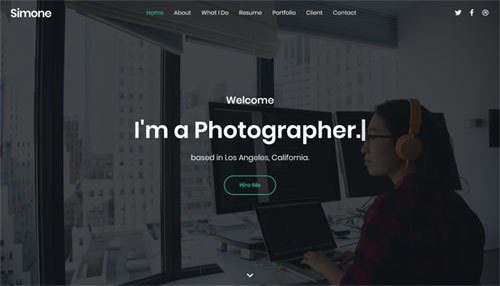 Simone
Home About What I Do Resume Portfolio Client Contact
Welcome
I'm a Photographer.|
based in Los Angeles, California.
Hire Me